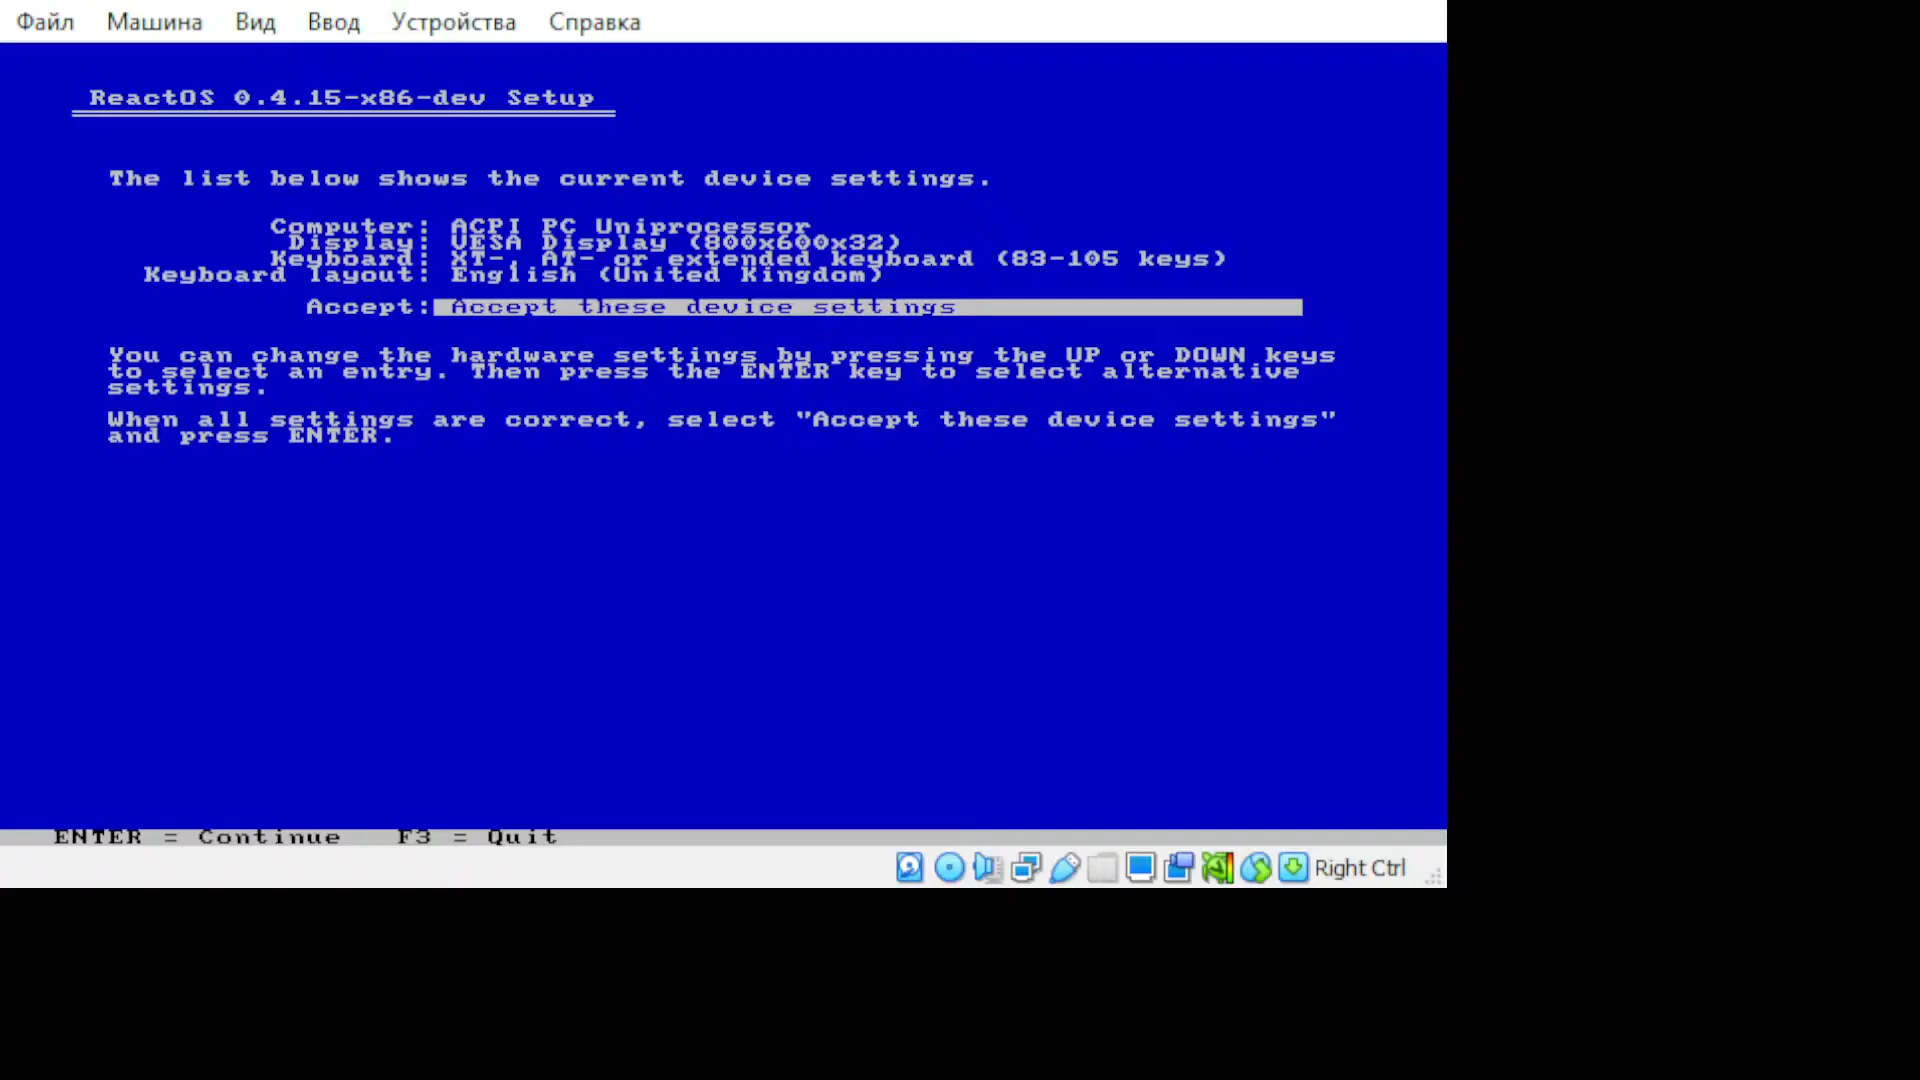 Файл Машина Вид Ввод Устройства Справка
ReactOS 0.4.15-x86-dev Setup
The list below shows the current device settings.
Computer: ACPI PC Uniprocessor
Display: VESA Display (800x600x32)
Keyboard: XT-, AT- or extended keyboard (83-105 keys)
Keyboard layout: English (United Kingdom)
Accept: Accept these device settings
You can change the hardware settings by pressing the UP or DOWN keys
to select an entry. Then press the ENTER key to select alternative
settings.
When all settings are correct, select "Accept these device settings"
and press ENTER.
ENTER = Continue F3 = Quit
Right Ctrl